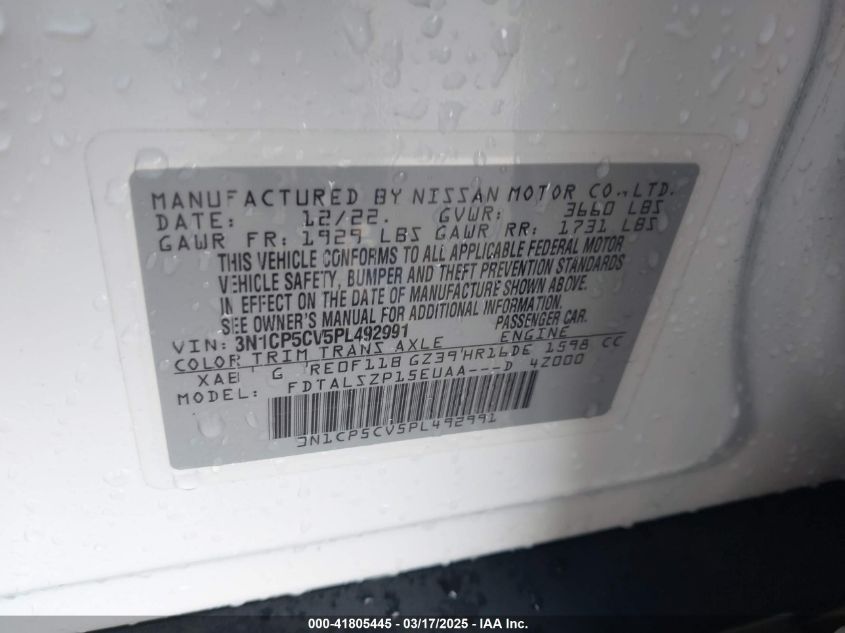 MANUFACTURED BY NISSAN MOTOR CO., LTD.
DATE: 12/22. GVWR: 3660 LBS
GAWR FR: 1929 LBS GAWR RR: 1731 LBS
THIS VEHICLE CONFORMS TO ALL APPLICABLE FEDERAL MOTOR
VEHICLE SAFETY, BUMPER AND THEFT PREVENTION STANDARDS
IN EFFECT ON THE DATE OF MANUFACTURE SHOWN ABOVE.
SEE OWNER'S MANUAL FOR ADDITIONAL INFORMATION.
VIN: 3N1CP5CV5PL492991 PASSENGER CAR.
COLOR TRIM TRANS AXLE ENGINE
XAB G RE0F11B GZ39 HR16DE 1598 CC
MODEL: FDTALSZP15EUAA---D 4Z000
3N1CP5CV5PL492991
000-41805445 - 03/17/2025 - IAA Inc.